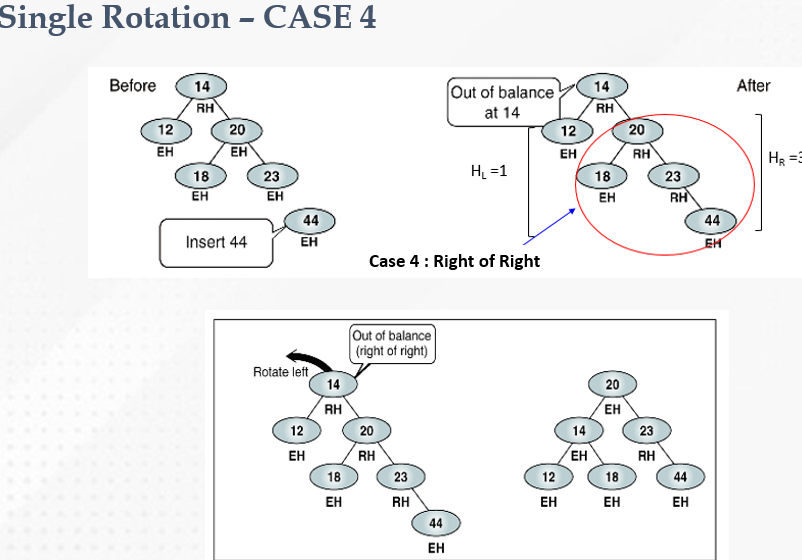 Single Rotation – CASE 4
Before
14
RH
12
EH
20
EH
18
EH
23
EH
44
EH
Insert 44
Out of balance
at 14
14
RH
After
12
EH
20
RH
18
EH
23
RH
44
EH
HL =1
HR =3
Case 4 : Right of Right
Out of balance
(right of right)
Rotate left
14
RH
12
EH
20
RH
18
EH
23
RH
44
EH
20
EH
14
EH
23
RH
12
EH
18
EH
44
EH